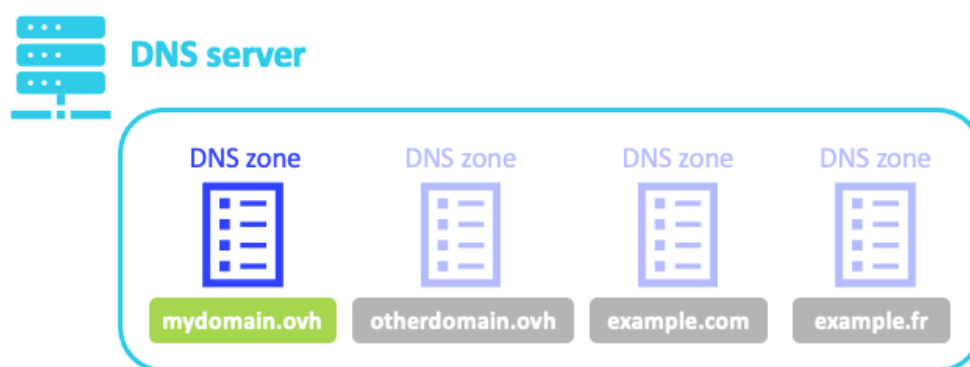 DNS server
DNS zone DNS zone DNS zone DNS zone
mydomain.ovh otherdomain.ovh example.com example.fr